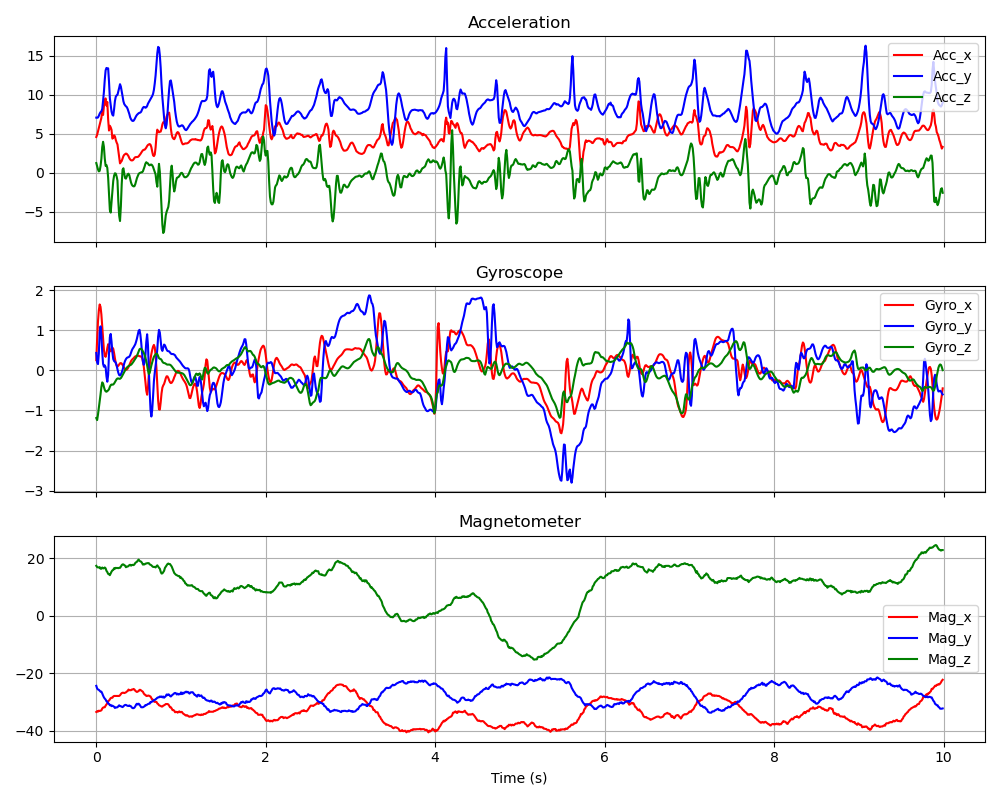 Acceleration
15
10
5
0
−5
Acc_x
Acc_y
Acc_z
Gyroscope
2
1
0
−1
−2
−3
Gyro_x
Gyro_y
Gyro_z
Magnetometer
20
0
−20
−40
Mag_x
Mag_y
Mag_z
0 2 4 6 8 10
Time (s)